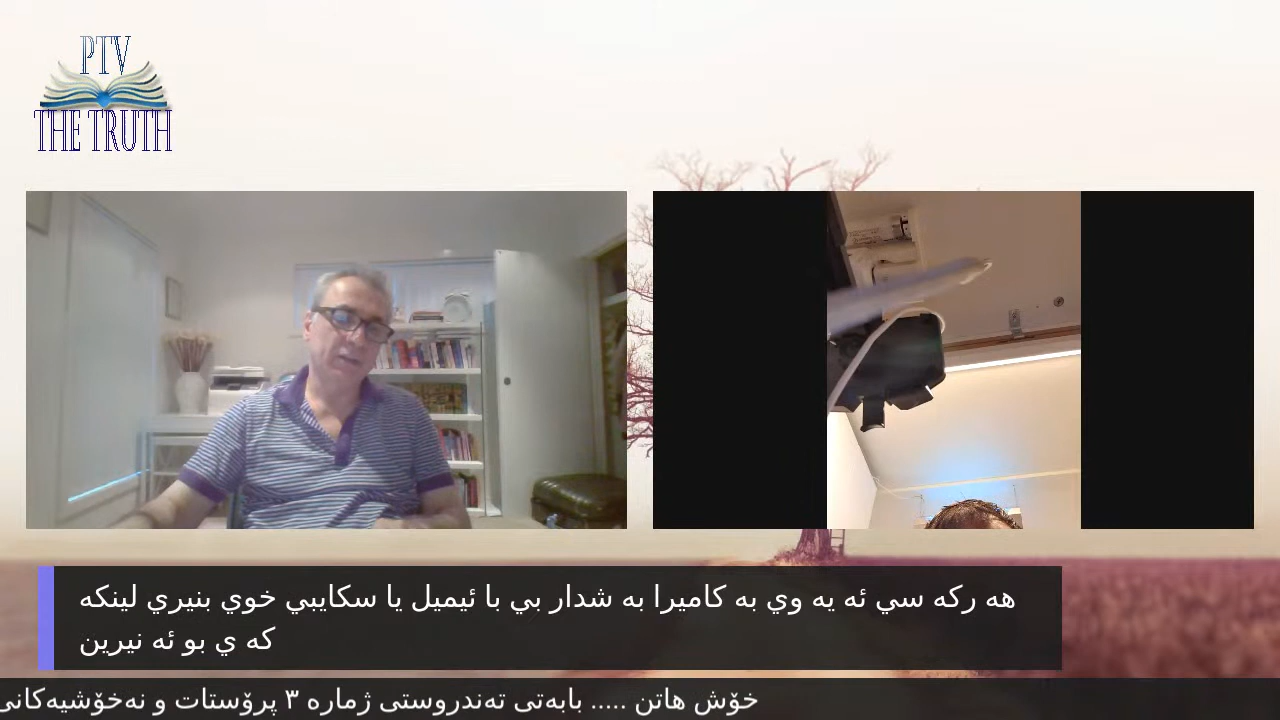 PTV
THE TRUTH
هه ركه سي ئه يه وي به كاميرا به شدار بي با ئيميل يا سكايبي خوي بنيري لينكه
كه ي بو ئه نيرين
خۆش هاتن ..... بابەتی تەندروستی ژمارە ٣ پرۆستات و نەخۆشیەکانی